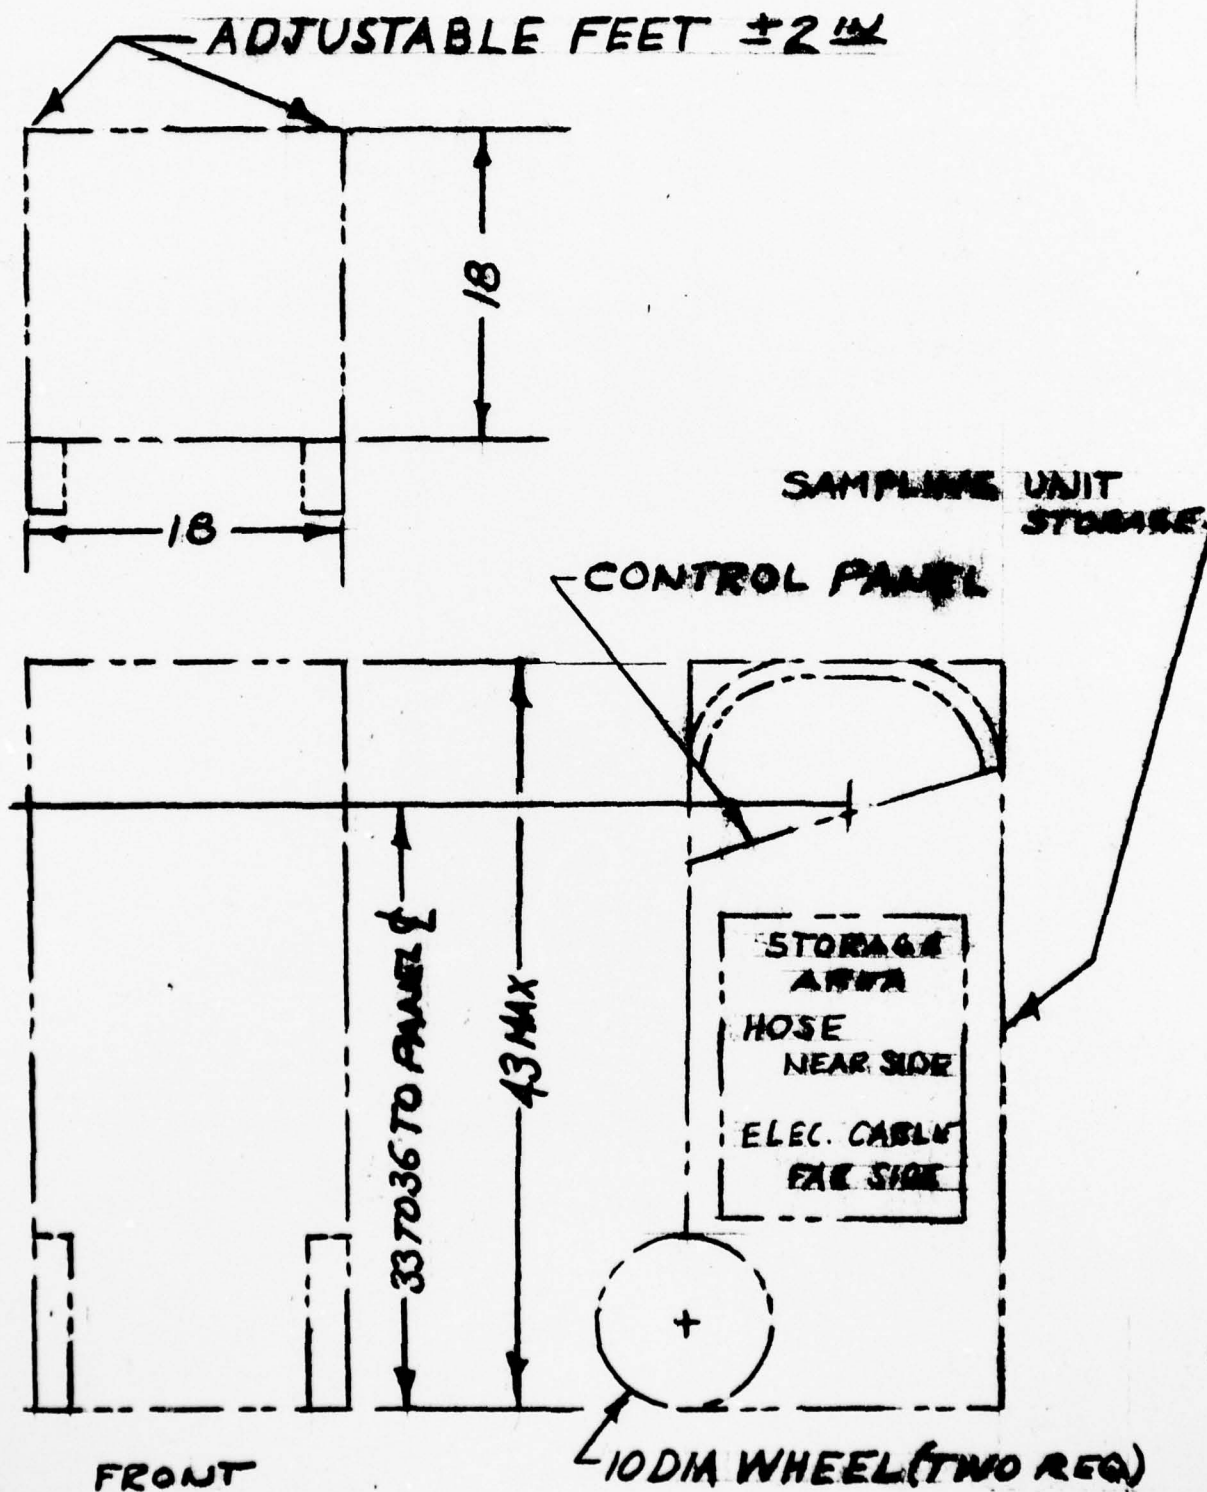 ADJUSTABLE FEET ±2 IN
18
18
SAMPLING UNIT
STORAGE
CONTROL PANEL
33 TO 36 TO PANEL ℄
43 MAX
STORAGE
AREA
HOSE
NEAR SIDE
ELEC. CABLE
FAR SIDE
10 DIA WHEEL (TWO REQ)
FRONT